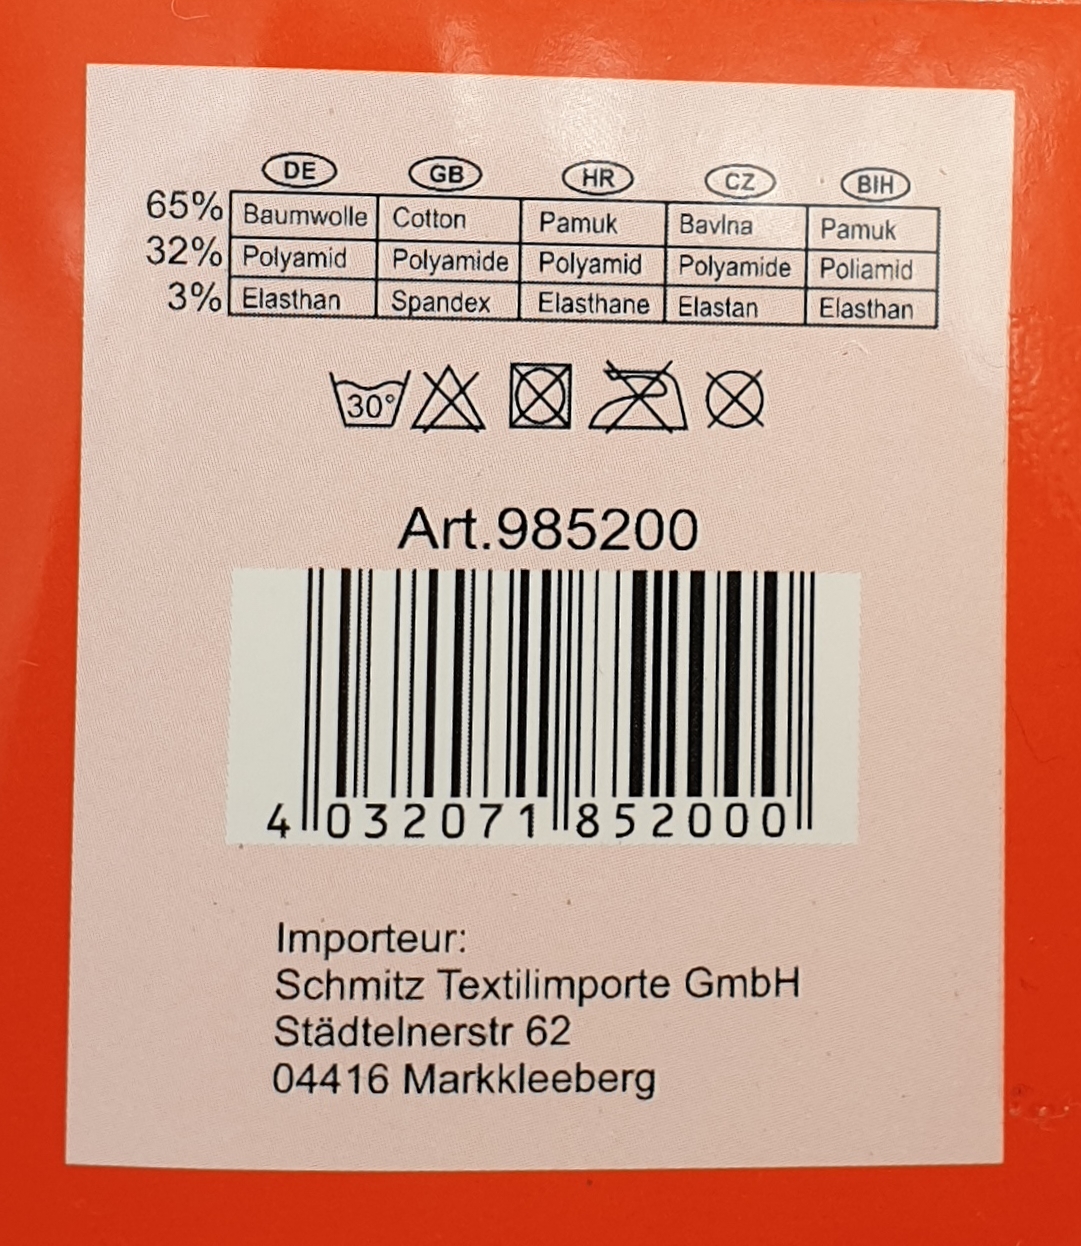 DE GB HR CZ BIH
65% Baumwolle Cotton Pamuk Bavlna Pamuk
32% Polyamid Polyamide Polyamid Polyamide Poliamid
3% Elasthan Spandex Elasthane Elastan Elasthan
30°
Art.985200
4 032071 852000
Importeur:
Schmitz Textilimporte GmbH
Städtelnerstr 62
04416 Markkleeberg